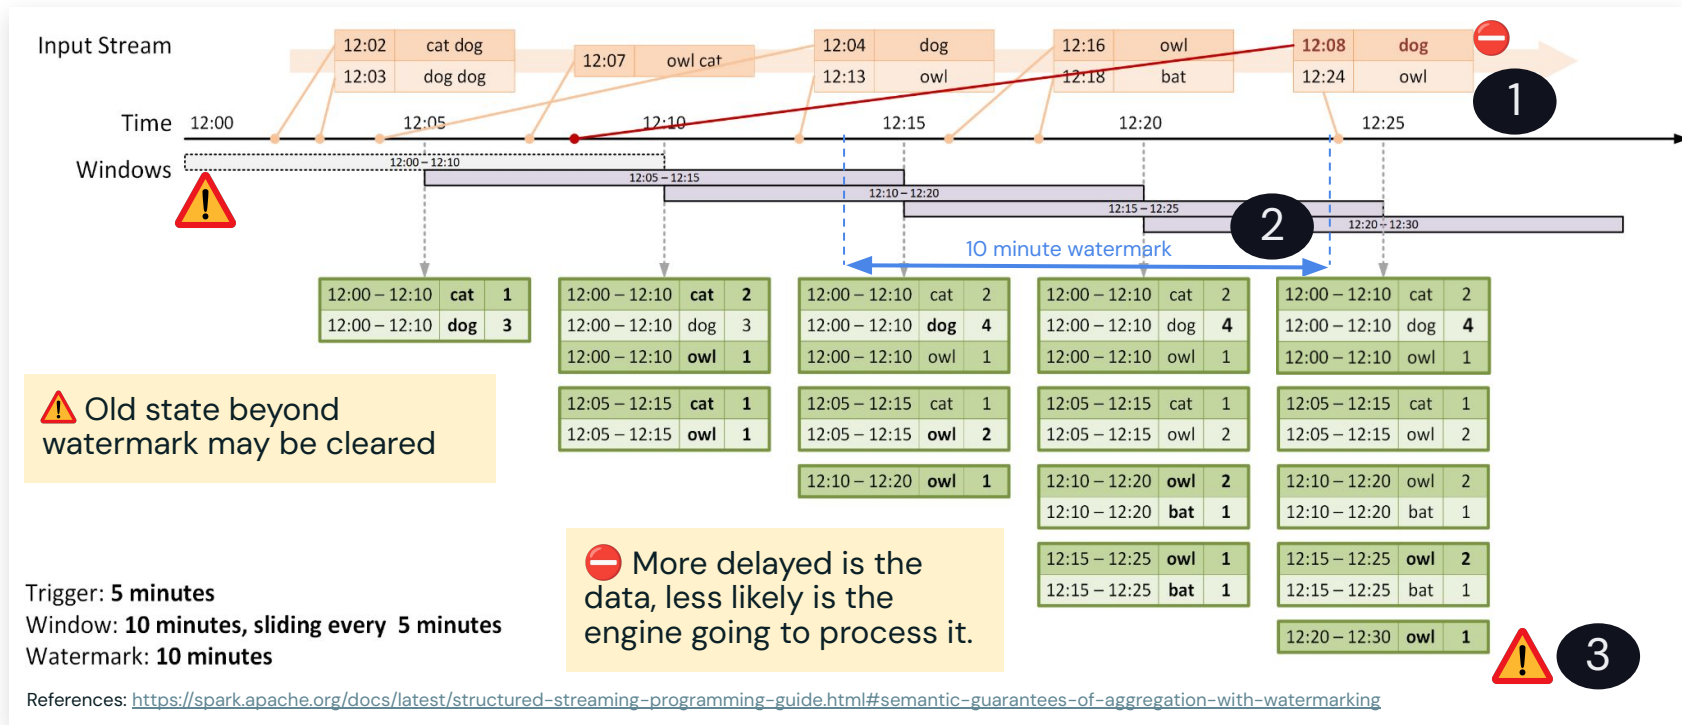 Input Stream
12:02 cat dog
12:03 dog dog
12:07 owl cat
12:04 dog
12:13 owl
12:16 owl
12:18 bat
12:08 dog
12:24 owl
1
Time 12:00 12:05 12:10 12:15 12:20 12:25
Windows
12:00 – 12:10
12:05 – 12:15
12:10 – 12:20
12:15 – 12:25
12:20 – 12:30
2
10 minute watermark
12:00 – 12:10 cat 1
12:00 – 12:10 dog 3
12:00 – 12:10 cat 2
12:00 – 12:10 dog 3
12:00 – 12:10 owl 1
12:05 – 12:15 cat 1
12:05 – 12:15 owl 1
12:00 – 12:10 cat 2
12:00 – 12:10 dog 4
12:00 – 12:10 owl 1
12:05 – 12:15 cat 1
12:05 – 12:15 owl 2
12:10 – 12:20 owl 1
12:00 – 12:10 cat 2
12:00 – 12:10 dog 4
12:00 – 12:10 owl 1
12:05 – 12:15 cat 1
12:05 – 12:15 owl 2
12:10 – 12:20 owl 2
12:10 – 12:20 bat 1
12:15 – 12:25 owl 1
12:15 – 12:25 bat 1
12:00 – 12:10 cat 2
12:00 – 12:10 dog 4
12:00 – 12:10 owl 1
12:05 – 12:15 cat 1
12:05 – 12:15 owl 2
12:10 – 12:20 owl 2
12:10 – 12:20 bat 1
12:15 – 12:25 owl 2
12:15 – 12:25 bat 1
12:20 – 12:30 owl 1
3
⚠️ Old state beyond
watermark may be cleared
⛔ More delayed is the
data, less likely is the
engine going to process it.
Trigger: 5 minutes
Window: 10 minutes, sliding every 5 minutes
Watermark: 10 minutes
References: https://spark.apache.org/docs/latest/structured-streaming-programming-guide.html#semantic-guarantees-of-aggregation-with-watermarking